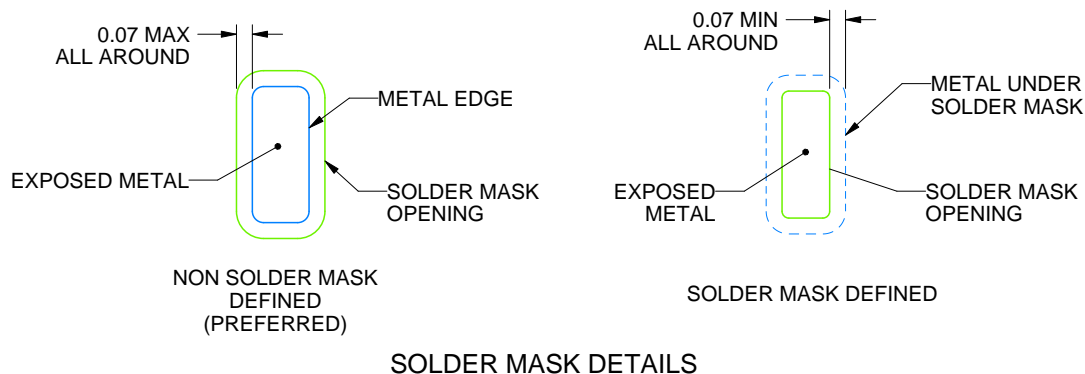 0.07 MAX
ALL AROUND
METAL EDGE
EXPOSED METAL
SOLDER MASK
OPENING
NON SOLDER MASK
DEFINED
(PREFERRED)
0.07 MIN
ALL AROUND
METAL UNDER
SOLDER MASK
EXPOSED
METAL
SOLDER MASK
OPENING
SOLDER MASK DEFINED
SOLDER MASK DETAILS